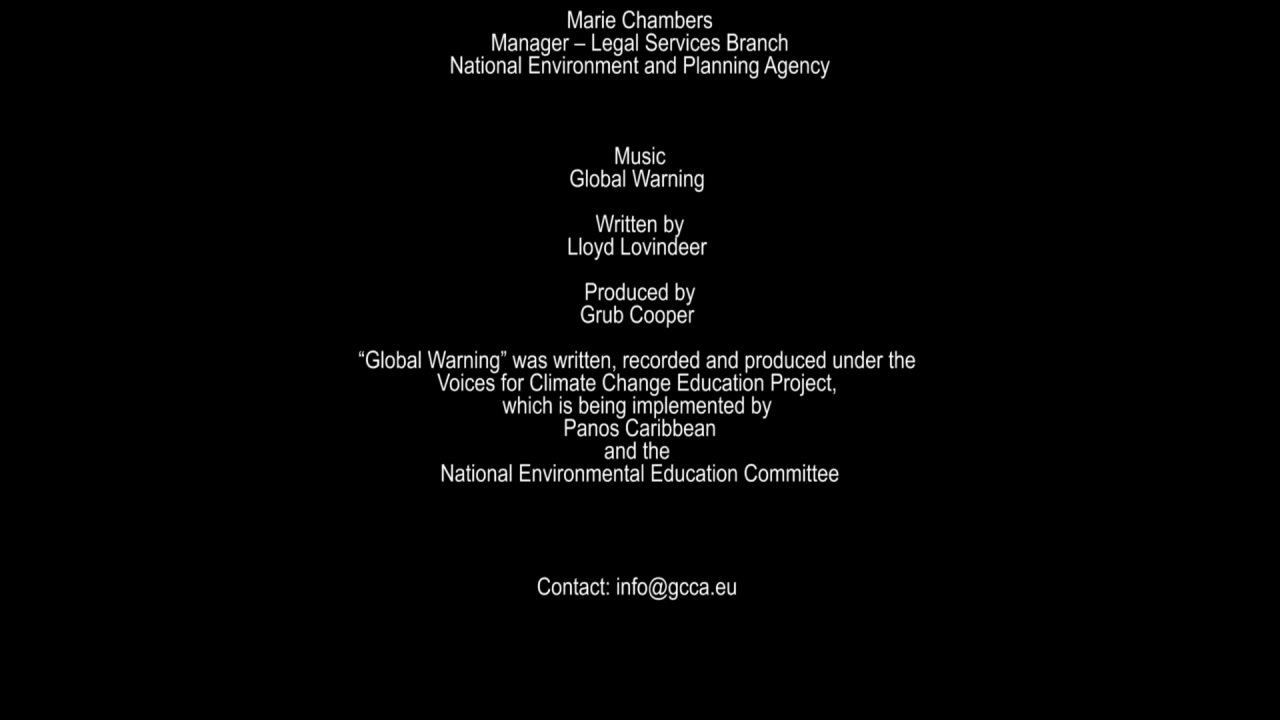 Marie Chambers
Manager – Legal Services Branch
National Environment and Planning Agency
Music
Global Warning
Written by
Lloyd Lovindeer
Produced by
Grub Cooper
“Global Warning” was written, recorded and produced under the
Voices for Climate Change Education Project,
which is being implemented by
Panos Caribbean
and the
National Environmental Education Committee
Contact: info@gcca.eu